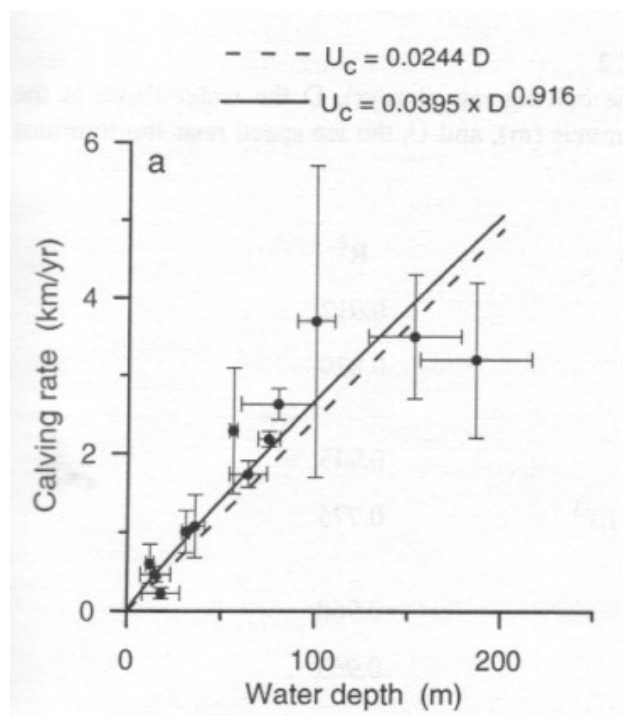 U_C = 0.0244 D
U_C = 0.0395 x D^0.916
a
6
4
2
0
Calving rate (km/yr)
0 100 200
Water depth (m)